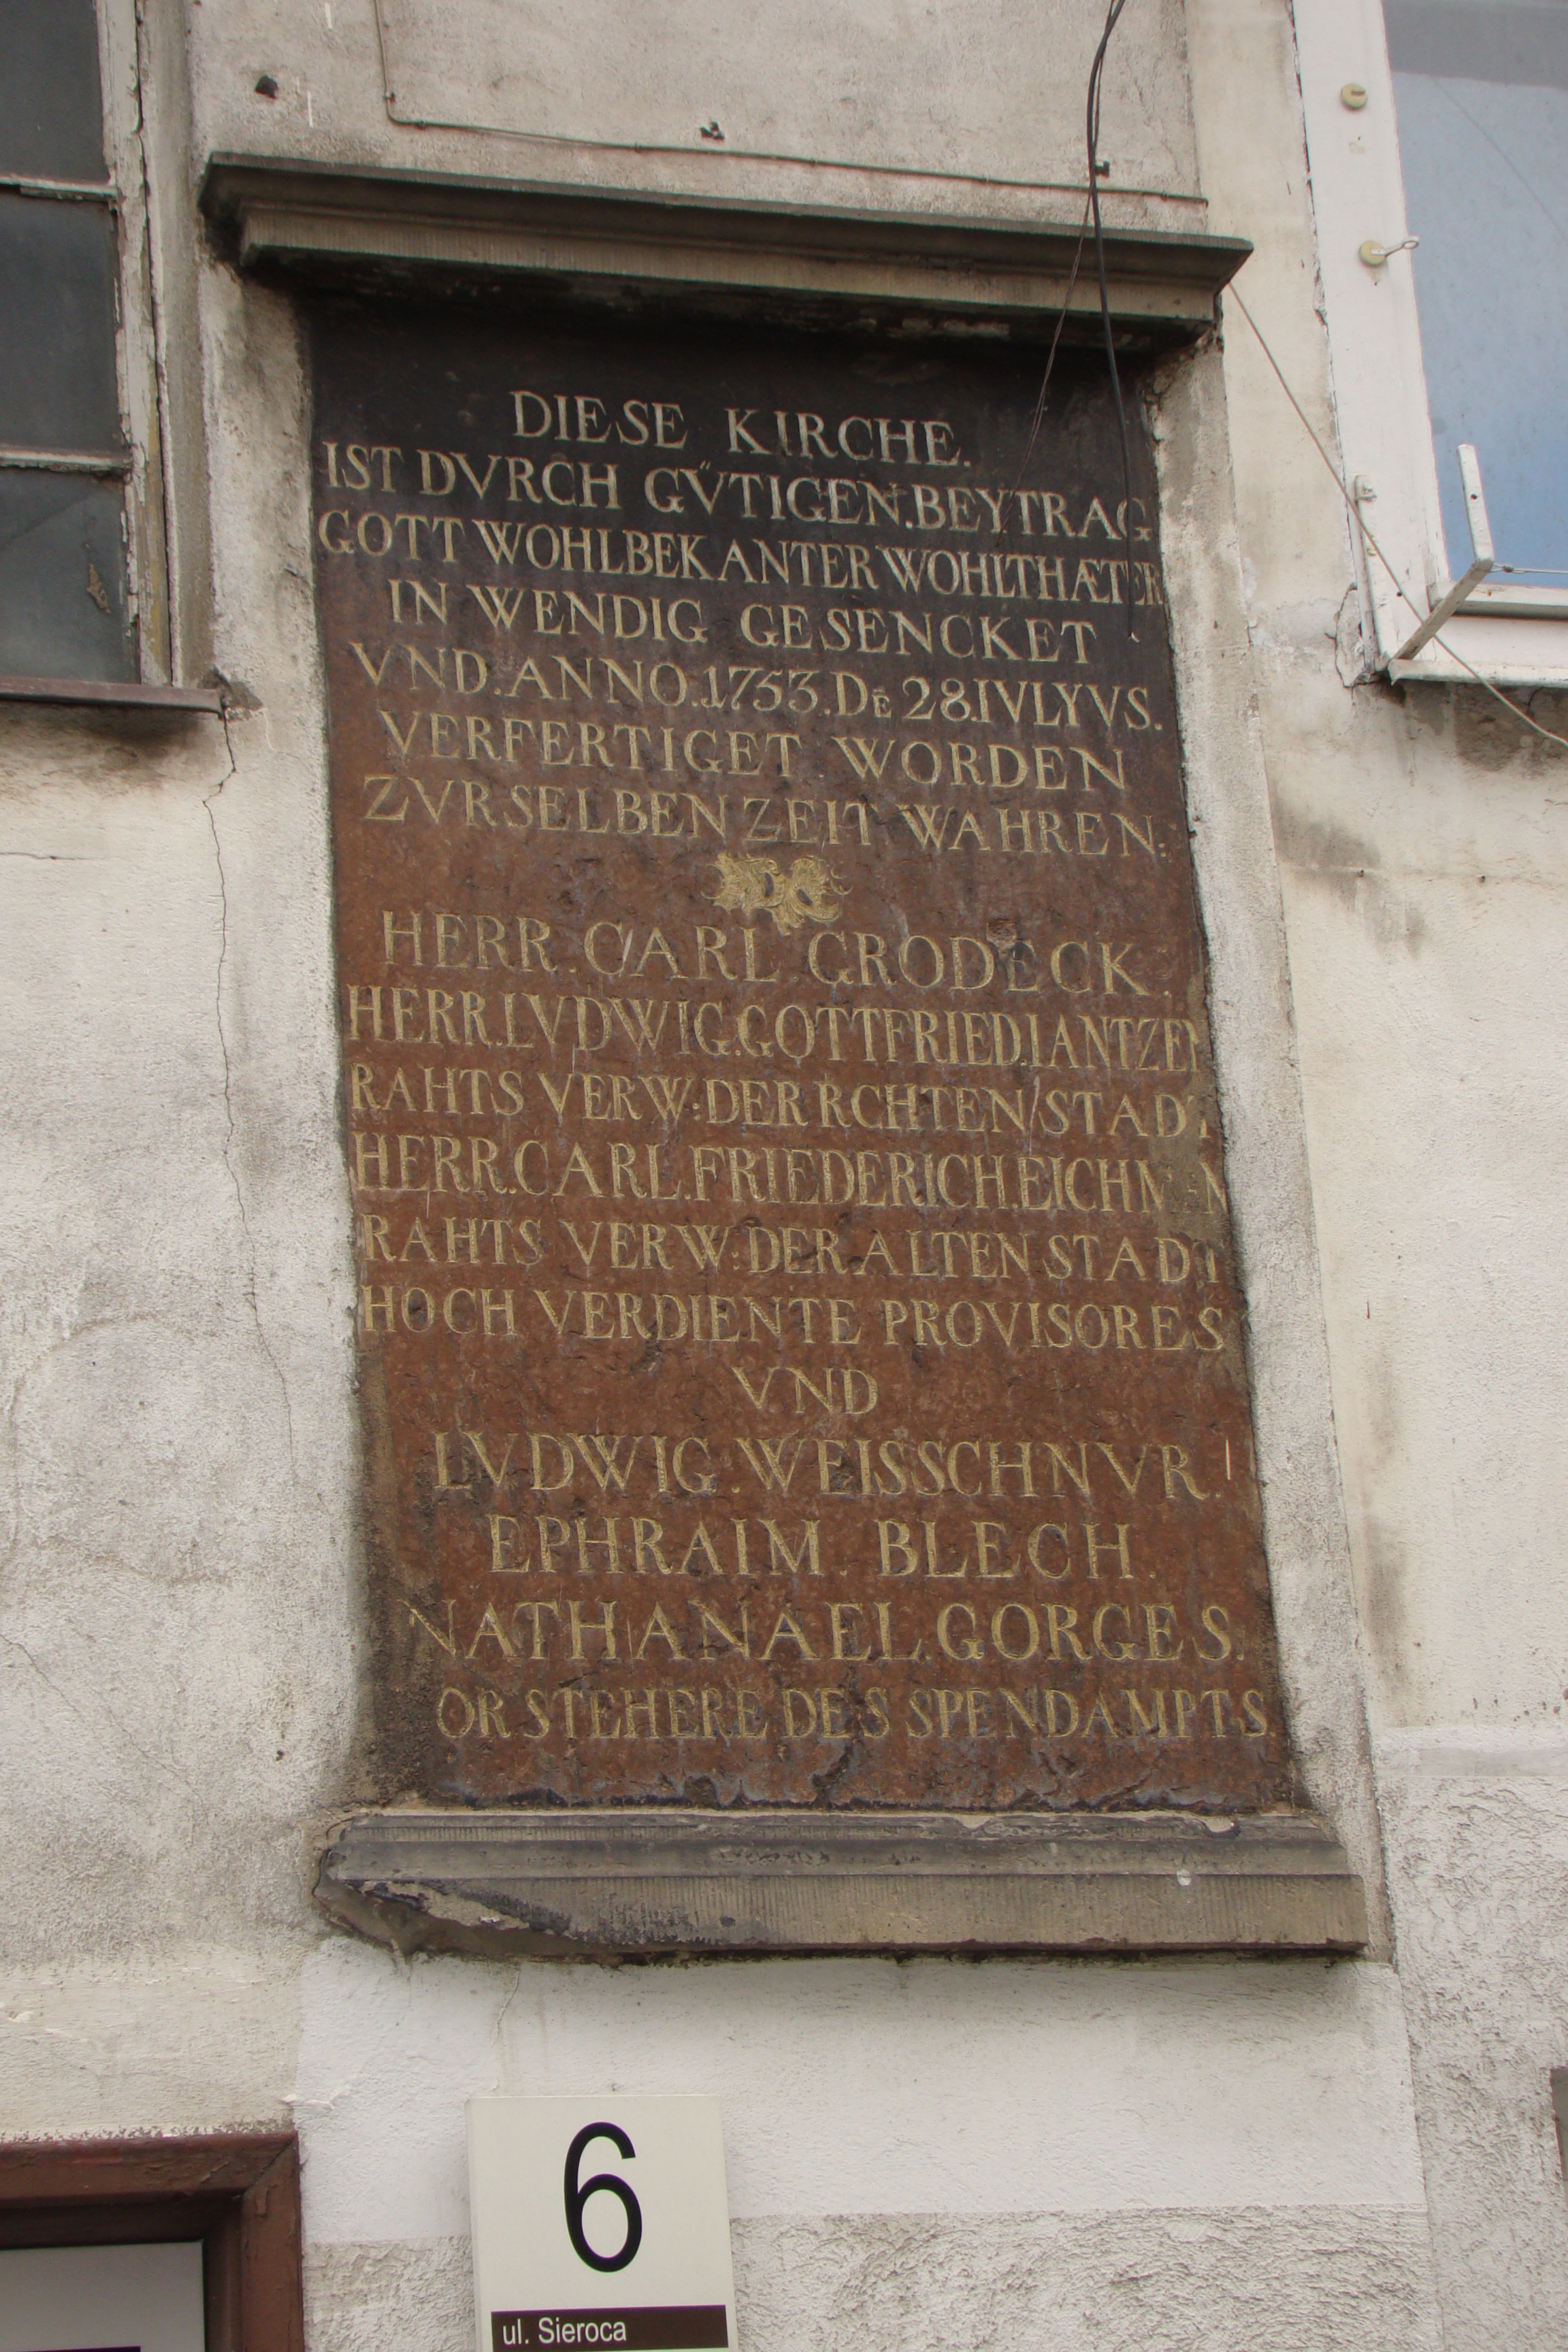 DIESE KIRCHE.
IST DVRCH GV̈TIGEN.BEYTRAG
GOTT WOHLBEKANTER WOHLTHÆTER
IN WENDIG GESENCKET
VND.ANNO.1753.DĒ 28.IVLYVS.
VERFERTIGET WORDEN
ZVR SELBEN ZEIT WAHREN:
HERR.CARL.GRODECK.
HERR.LVDWIG.GOTTFRIED.IANTZEN
RAHTS VERW:DER RCHTEN STADT
HERR.CARL.FRIEDERICH.EICHMAN
RAHTS VERW:DER ALTEN STADT
HOCH VERDIENTE PROVISORES
VND
LVDWIG.WEISSCHNVR.
EPHRAIM.BLECH.
NATHANAEL.GORGES.
ORSTEHERE DES SPENDAMPTS
6
ul. Sieroca